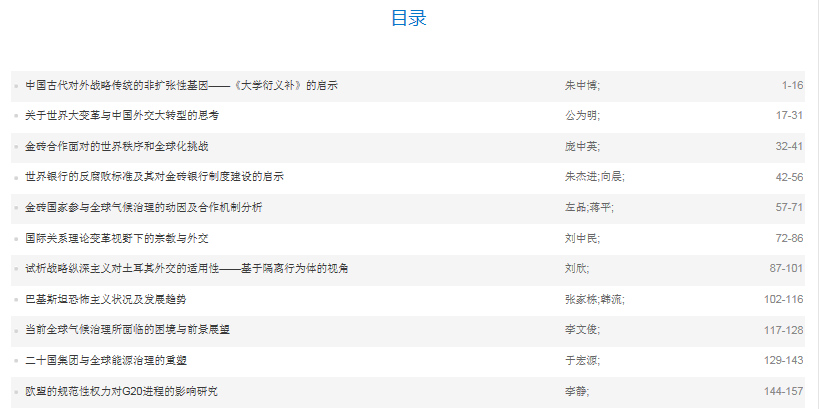 目录
中国古代对外战略传统的非扩张性基因——《大学衍义补》的启示 朱中博; 1-16
关于世界大变革与中国外交大转型的思考 公为明; 17-31
金砖合作面对的世界秩序和全球化挑战 庞中英; 32-41
世界银行的反腐败标准及其对金砖银行制度建设的启示 朱杰进;向晨; 42-56
金砖国家参与全球气候治理的动因及合作机制分析 左品;蒋平; 57-71
国际关系理论变革视野下的宗教与外交 刘中民; 72-86
试析战略纵深主义对土耳其外交的适用性——基于隔离行为体的视角 刘欣; 87-101
巴基斯坦恐怖主义状况及发展趋势 张家栋;韩流; 102-116
当前全球气候治理所面临的困境与前景展望 李文俊; 117-128
二十国集团与全球能源治理的重塑 于宏源; 129-143
欧盟的规范性权力对G20进程的影响研究 李静; 144-157